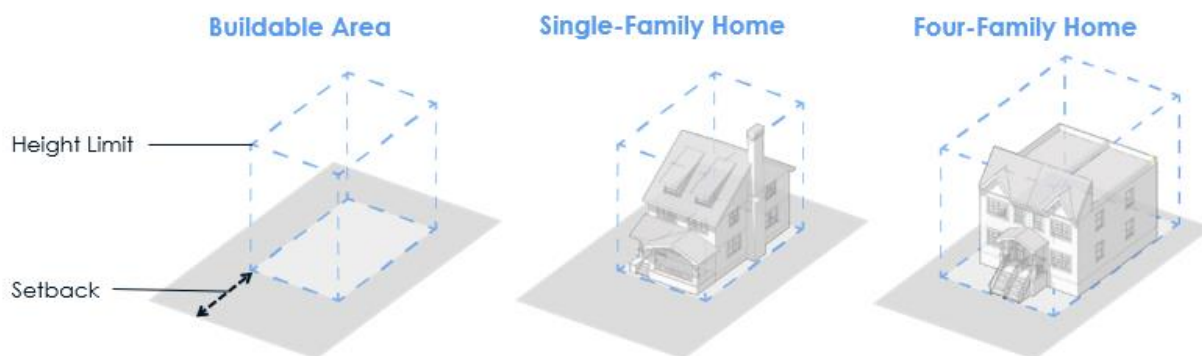 Buildable Area
Single-Family Home
Four-Family Home
Height Limit
Setback